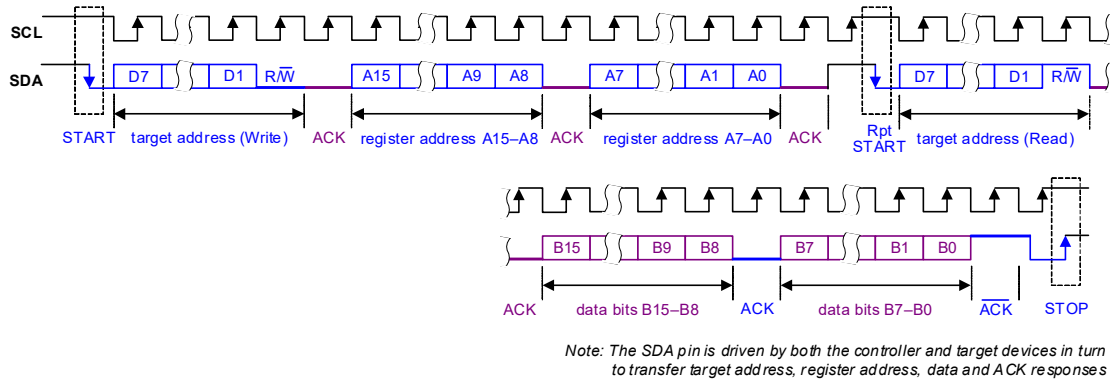 SCL
SDA
D7 D1 R/W̅ A15 A9 A8 A7 A1 A0 D7 D1 R/W̅
START target address (Write) ACK register address A15–A8 ACK register address A7–A0 ACK Rpt START target address (Read)
B15 B9 B8 B7 B1 B0
ACK data bits B15–B8 ACK data bits B7–B0 A̅C̅K̅ STOP
Note: The SDA pin is driven by both the controller and target devices in turn
to transfer target address, register address, data and ACK responses